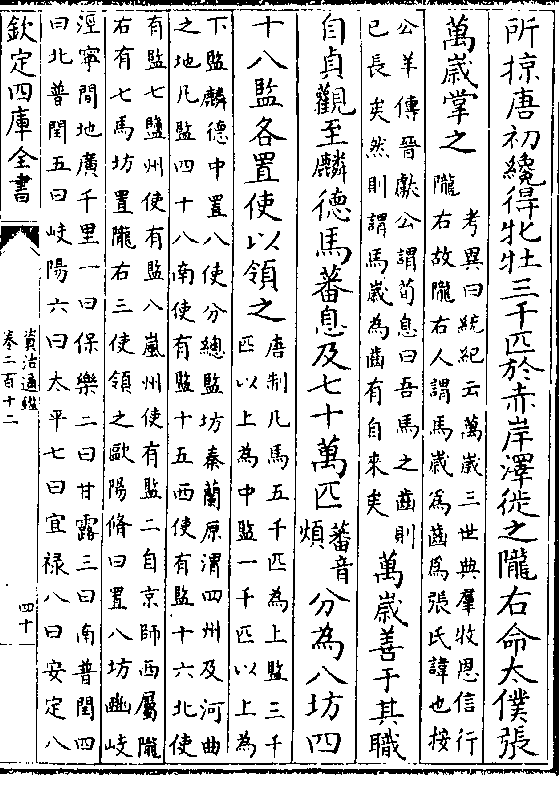 所掠唐初纔得牝牡三千匹於赤岸澤徙之隴右命太僕張
萬歲掌之
考異曰統紀云萬歲三世典羣牧恩信行
隴右故隴右人謂馬歲為齒為張氏諱也按
公羊傳晉獻公謂荀息曰吾馬之齒則
已長矣然則謂馬歲為齒有自來矣
萬歲善于其職
自貞觀至麟德馬蕃息及七十萬匹
蕃音
煩
分為八坊四
十八監各置使以領之
唐制凡馬五千匹為上監三千
匹以上為中監一千匹以上為
下監麟德中置八使分總監坊秦蘭原渭四州及河曲
之地凡監四十八南使有監十五西使有監十六北使
有監七鹽州使有監八嵐州使有監二自京師西屬隴
右有七馬坊置隴右三使領之歐陽脩曰置八坊豳岐
涇寧間地廣千里一曰保樂二曰甘露三曰南普閏四
曰北普閏五曰岐陽六曰太平七曰宜禄八曰安定八
欽定四庫全書
資治通鑑
卷二百十二
四十